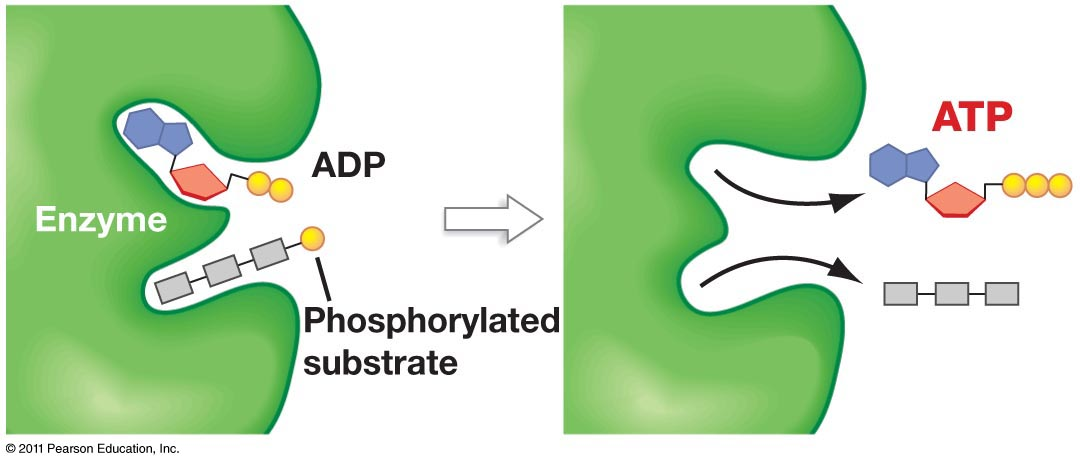 ADP
Enzyme
Phosphorylated
substrate
ATP
© 2011 Pearson Education, Inc.